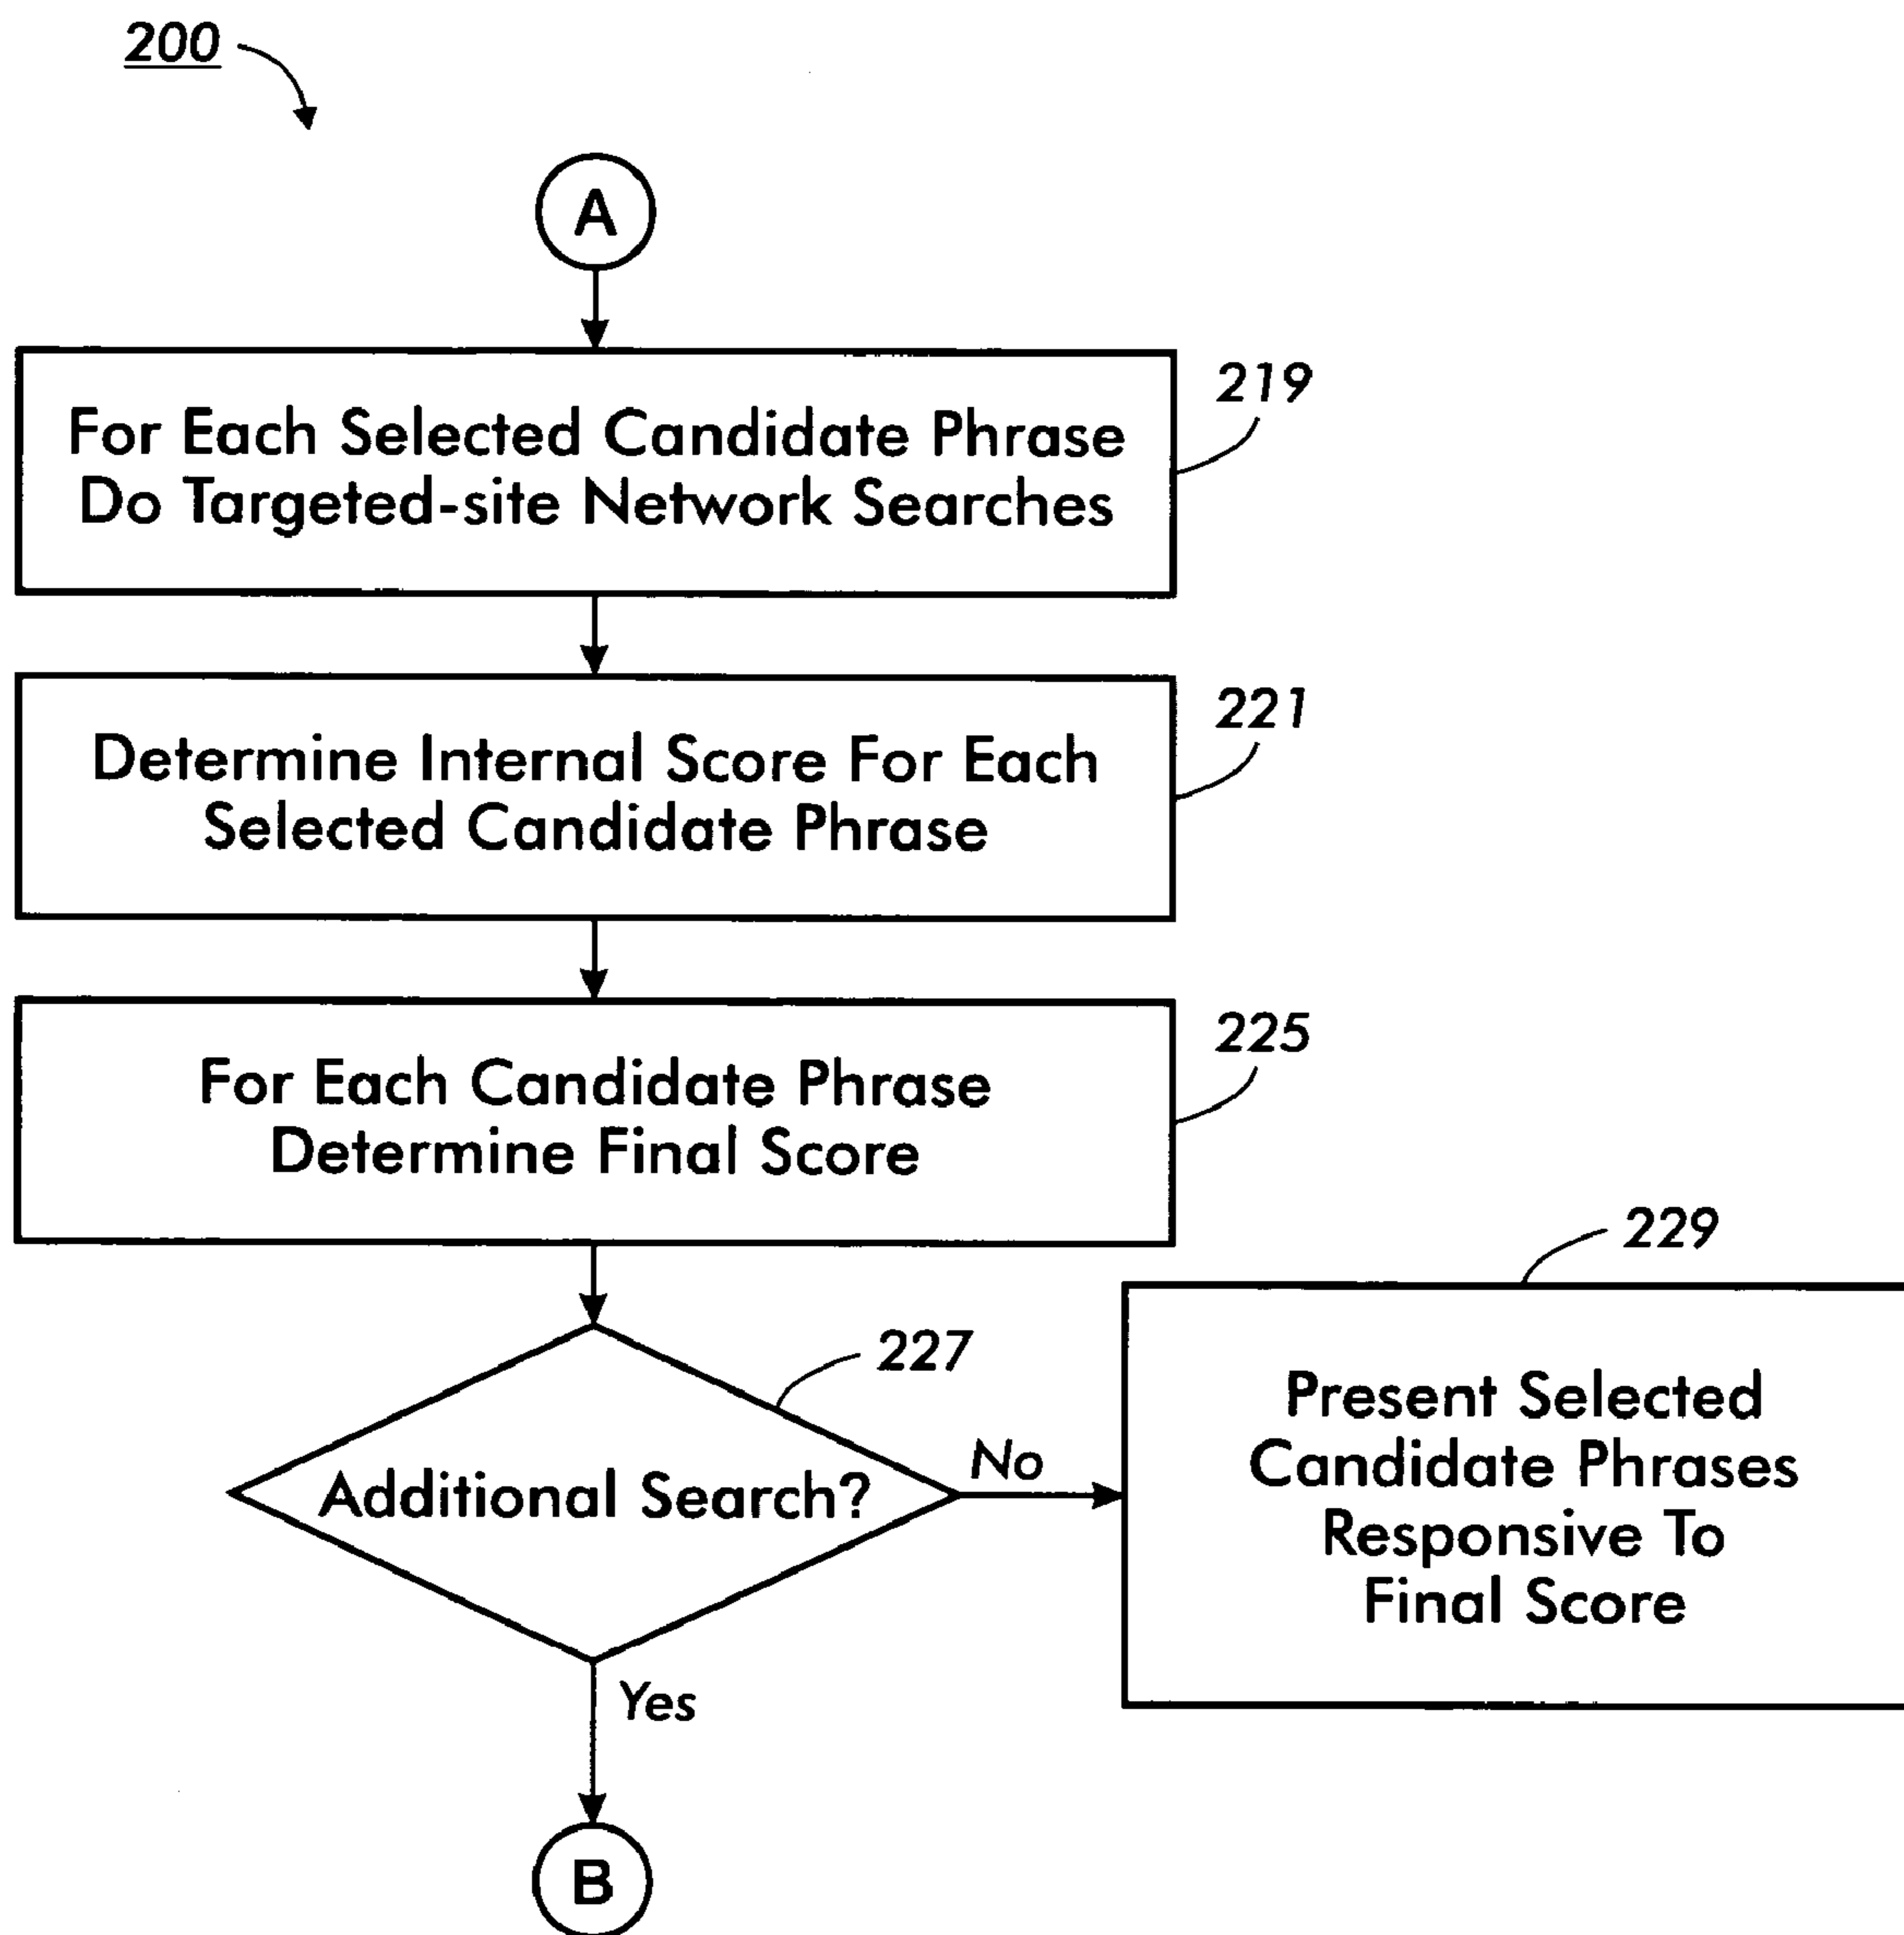 200
A
For Each Selected Candidate Phrase
Do Targeted-site Network Searches
219
Determine Internal Score For Each
Selected Candidate Phrase
221
For Each Candidate Phrase
Determine Final Score
225
229
227
Additional Search?
No
Present Selected
Candidate Phrases
Responsive To
Final Score
Yes
B